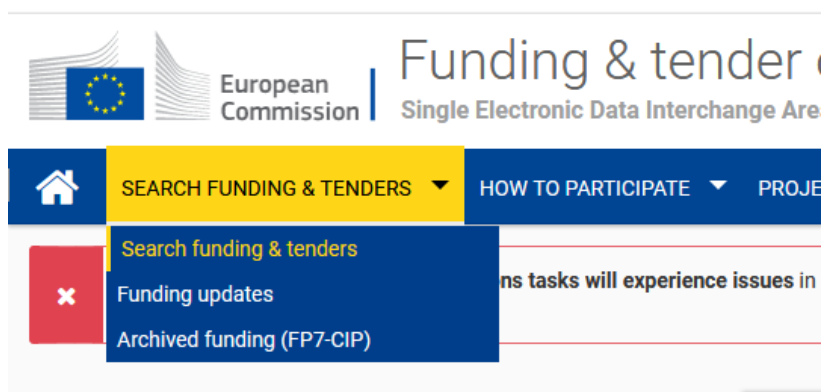 European
Commission
Funding & tender
Single Electronic Data Interchange Are
SEARCH FUNDING & TENDERS
HOW TO PARTICIPATE
PROJE
Search funding & tenders
Funding updates
Archived funding (FP7-CIP)
ns tasks will experience issues in